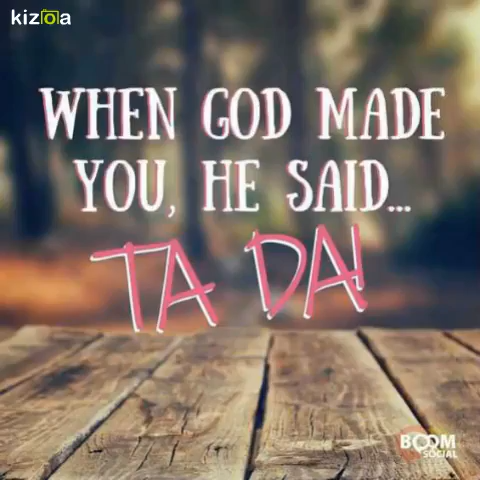 kizoa
WHEN GOD MADE
YOU, HE SAID...
TA DA!
BOOM
SOCIAL